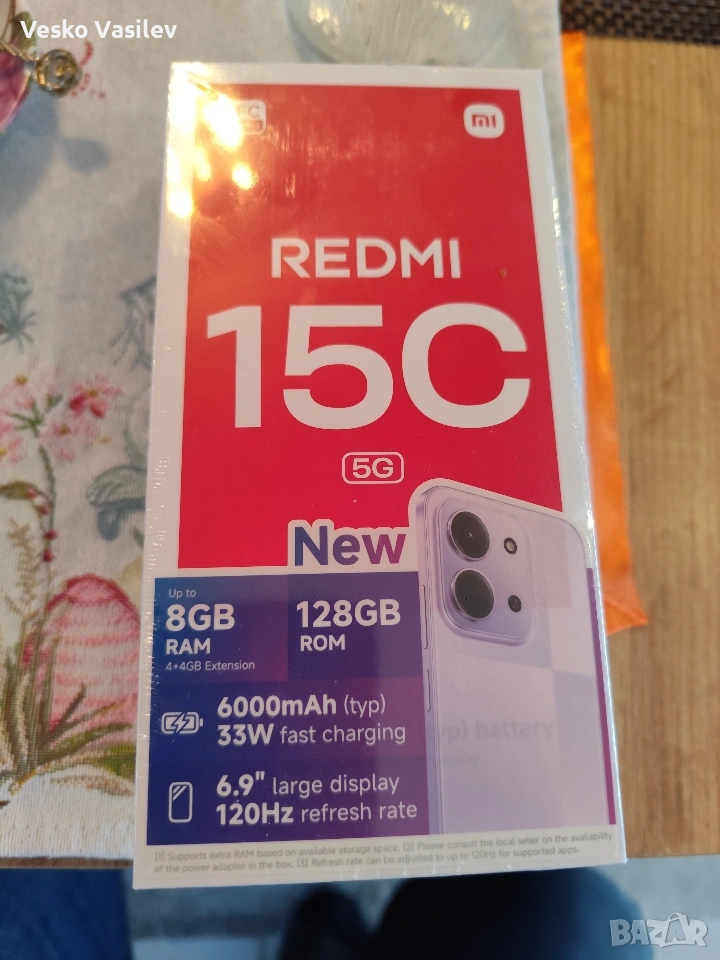 Vesko Vasilev
mi
REDMI
15C
5G
New
Up to
8GB
RAM
4+4GB Extension
128GB
ROM
6000mAh (typ)
33W fast charging
6.9" large display
120Hz refresh rate
[1] Supports extra RAM based on available storage space. [2] Please consult the local seller on the availability
of the power adapter in the box. [3] Refresh rate can be adjusted to up to 120Hz for supported apps.
BAZAR